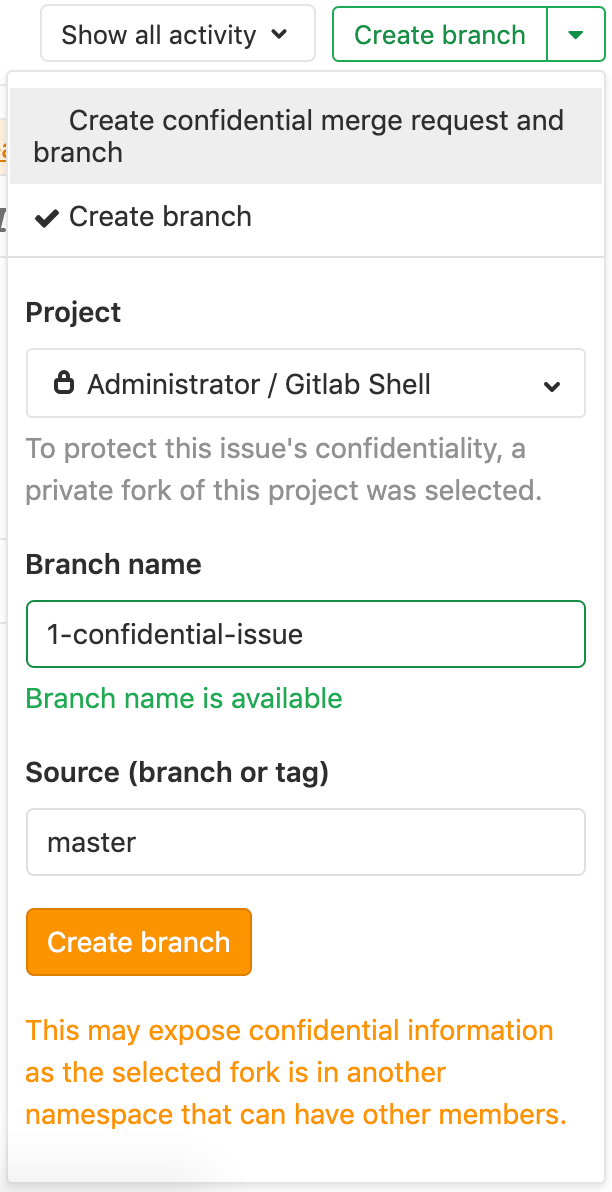 Show all activity
Create branch
Create confidential merge request and
branch
Create branch
Project
Administrator / Gitlab Shell
To protect this issue's confidentiality, a
private fork of this project was selected.
Branch name
1-confidential-issue
Branch name is available
Source (branch or tag)
master
Create branch
This may expose confidential information
as the selected fork is in another
namespace that can have other members.